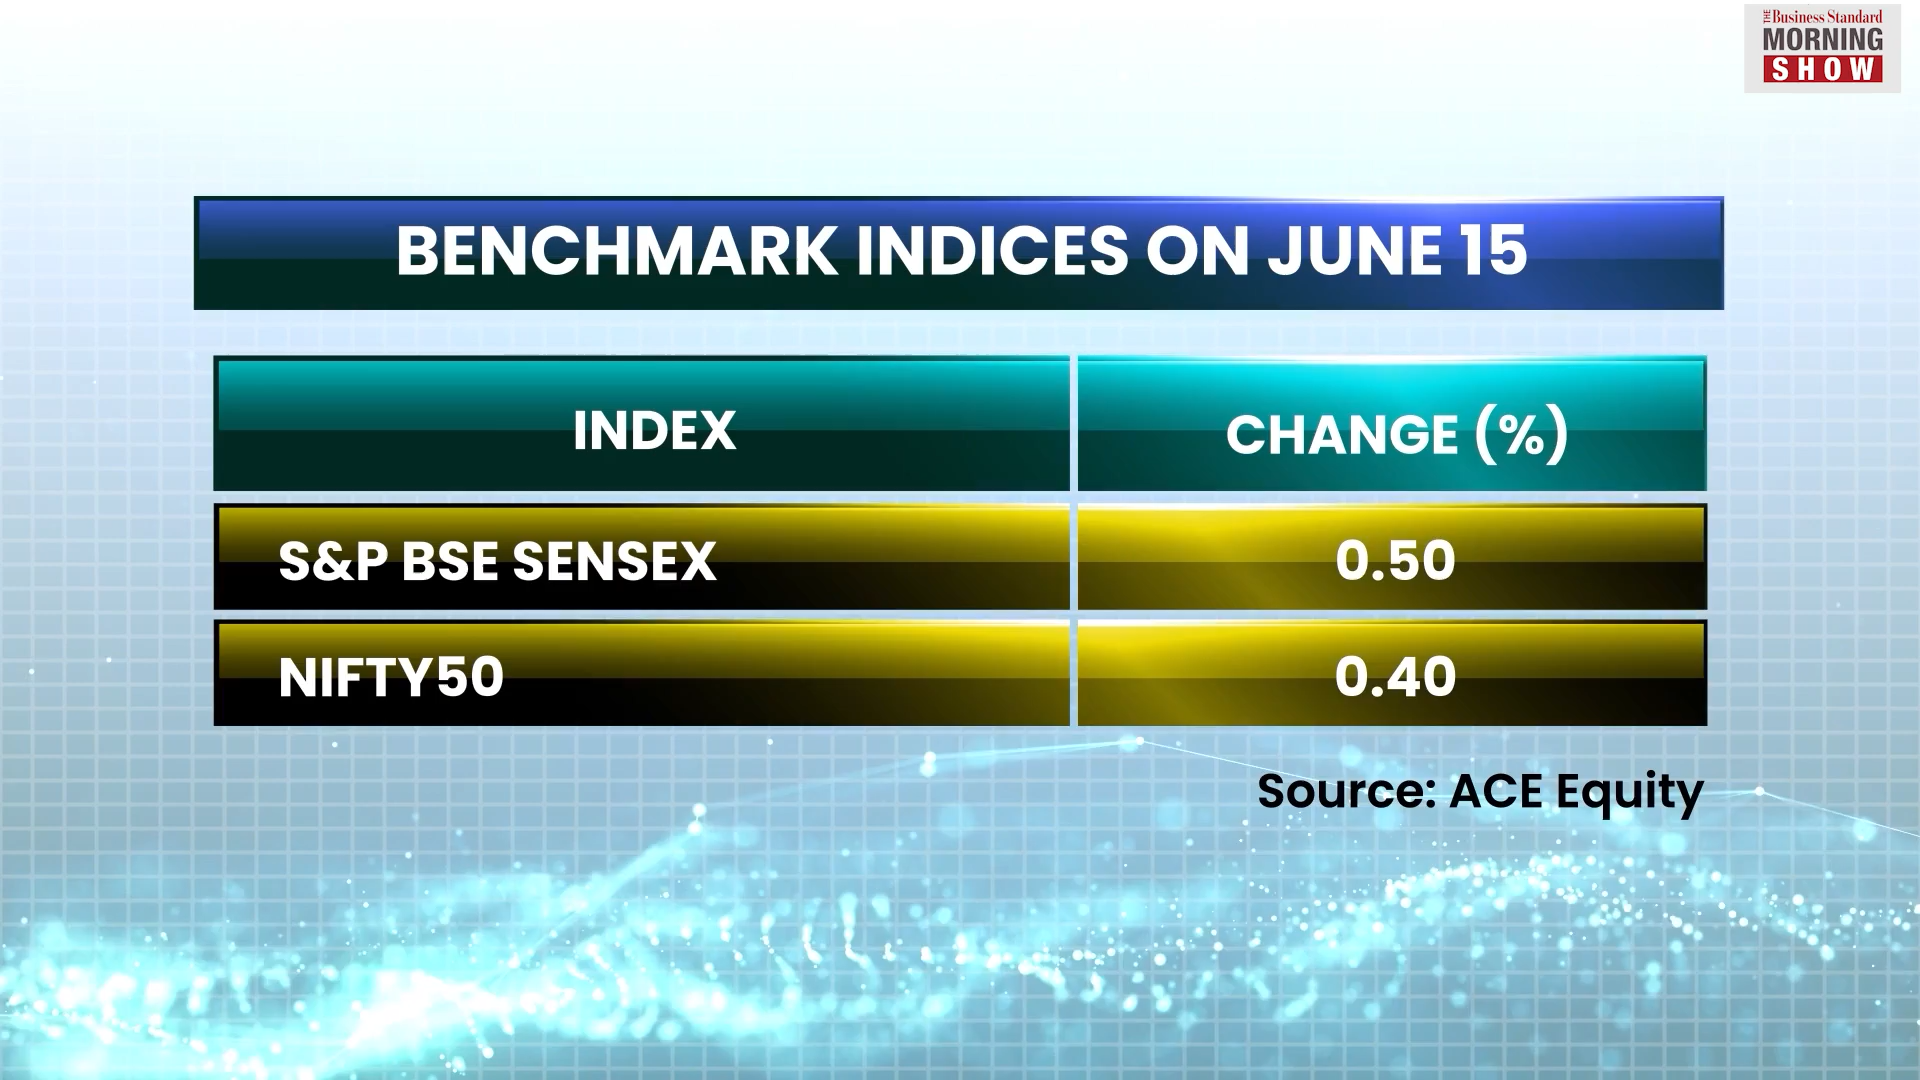 THE Business Standard
MORNING
SHOW
BENCHMARK INDICES ON JUNE 15
INDEX CHANGE (%)
S&P BSE SENSEX 0.50
NIFTY50 0.40
Source: ACE Equity